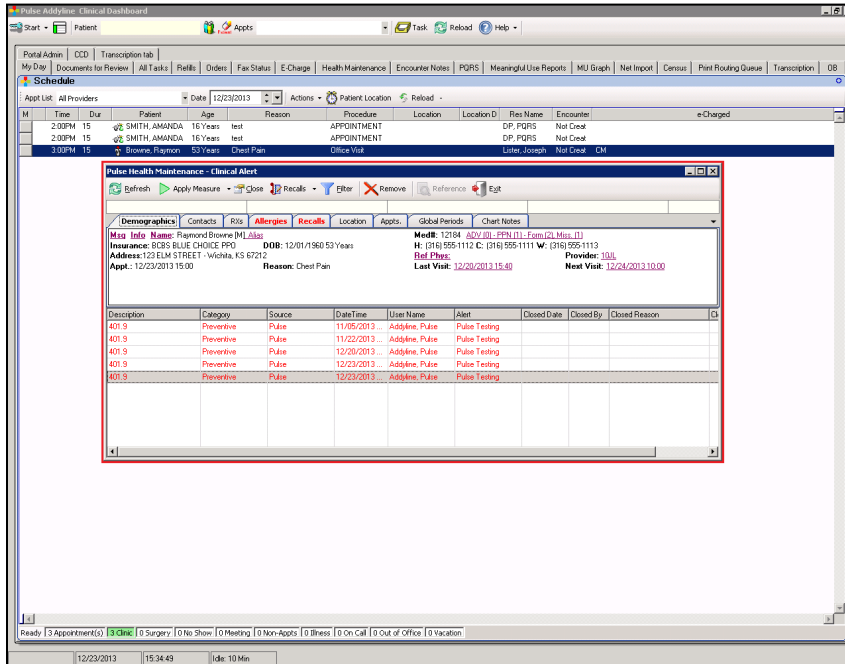 Pulse Addyline Clinical Dashboard
Start Patient Appts Task Reload Help
Portal Admin CCD Transcription tab
My Day Documents for Review All Tasks Refills Orders Fax Status E-Charge Health Maintenance Encounter Notes PQRS Meaningful Use Reports MU Graph Net Import Census Print Routing Queue Transcription OB
Schedule
Appt List All Providers Date 12/23/2013 Actions Patient Location Reload
M Time Dur Patient Age Reason Procedure Location Location D Res Name Encounter e-Charged
2:00PM 15 SMITH, AMANDA 16 Years test APPOINTMENT DP, PQRS Not Creat
2:00PM 15 SMITH, AMANDA 16 Years test APPOINTMENT DP, PQRS Not Creat
3:00PM 15 Browne, Raymon 53 Years Chest Pain Office Visit Lister, Joseph Not Creat CM
Pulse Health Maintenance - Clinical Alert
Refresh Apply Measure Close Recalls Filter Remove Reference Exit
Demographics Contacts RXs Allergies Recalls Location Appts. Global Periods Chart Notes
Msg Info Name: Raymond Browne [M] Alias Med#: 12184 ADV [0] - PPN [1] - Form [2], Misc. [1]
Insurance: BCBS BLUE CHOICE PPO DOB: 12/01/1960 53 Years H: (316) 555-1112 C: (316) 555-1111 W: (316) 555-1113
Address: 123 ELM STREET - Wichita, KS 67212 Ref Phys: Provider: 10JL
Appt.: 12/23/2013 15:00 Reason: Chest Pain Last Visit: 12/20/2013 15:40 Next Visit: 12/24/2013 10:00
Description Category Source DateTime User Name Alert Closed Date Closed By Closed Reason
401.9 Preventive Pulse 11/05/2013 ... Addyline, Pulse Pulse Testing
401.9 Preventive Pulse 11/22/2013 ... Addyline, Pulse Pulse Testing
401.9 Preventive Pulse 12/20/2013 ... Addyline, Pulse Pulse Testing
401.9 Preventive Pulse 12/23/2013 ... Addyline, Pulse Pulse Testing
401.9 Preventive Pulse 12/23/2013 ... Addyline, Pulse Pulse Testing
Ready 3 Appointment(s) 3 Clinic 0 Surgery 0 No Show 0 Meeting 0 Non-Appts 0 Illness 0 On Call 0 Out of Office 0 Vacation
12/23/2013 15:34:49 Idle: 10 Min